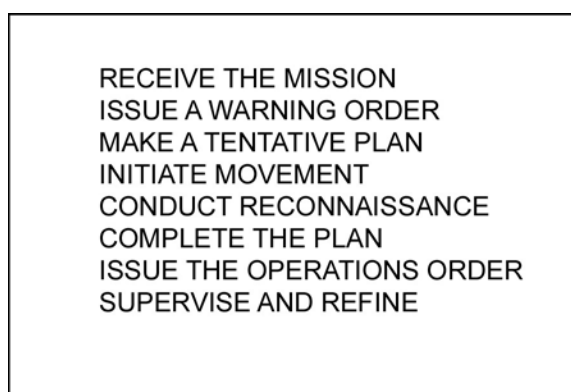 RECEIVE THE MISSION
ISSUE A WARNING ORDER
MAKE A TENTATIVE PLAN
INITIATE MOVEMENT
CONDUCT RECONNAISSANCE
COMPLETE THE PLAN
ISSUE THE OPERATIONS ORDER
SUPERVISE AND REFINE